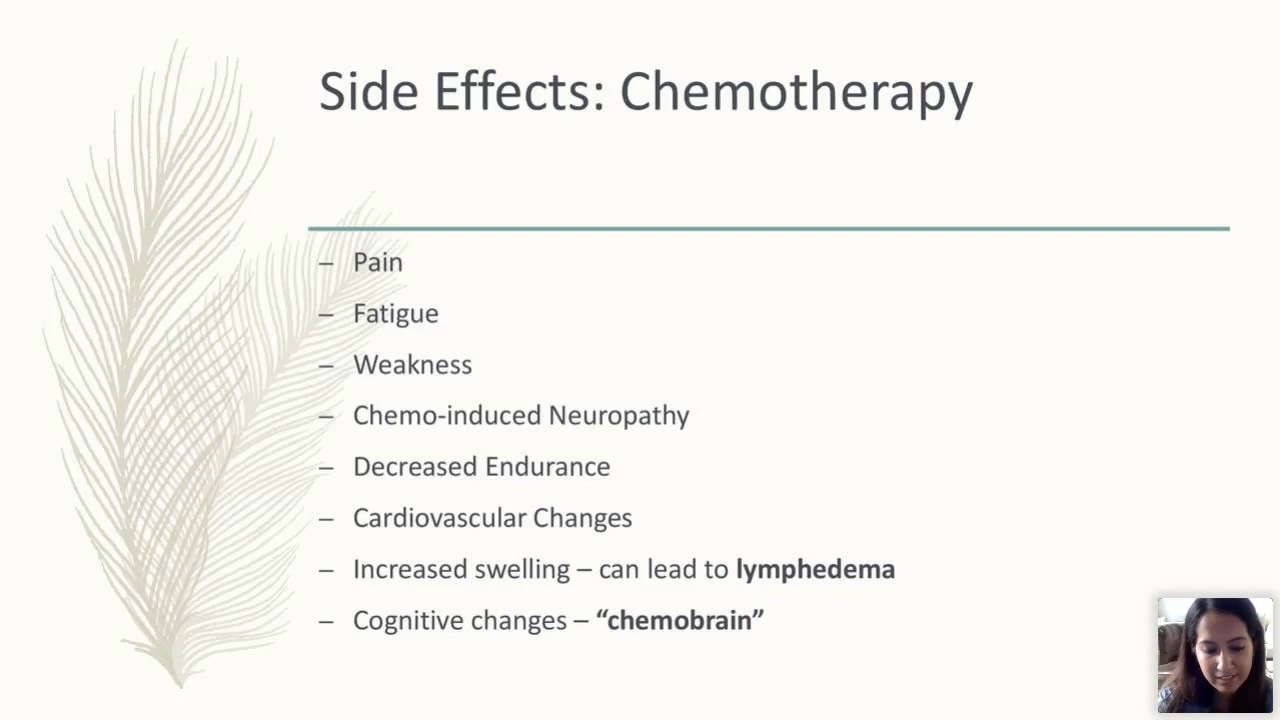 Side Effects: Chemotherapy
– Pain
– Fatigue
– Weakness
– Chemo-induced Neuropathy
– Decreased Endurance
– Cardiovascular Changes
– Increased swelling – can lead to lymphedema
– Cognitive changes – “chemobrain”